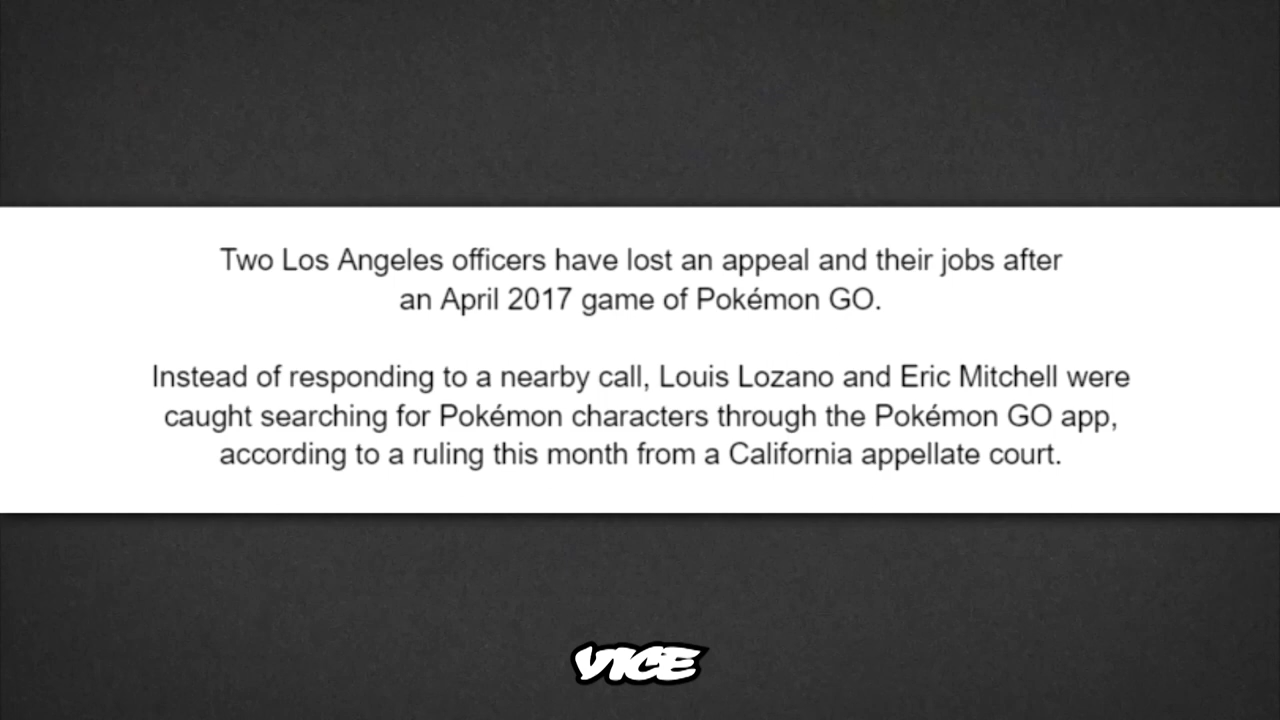 Two Los Angeles officers have lost an appeal and their jobs after
an April 2017 game of Pokémon GO.
Instead of responding to a nearby call, Louis Lozano and Eric Mitchell were
caught searching for Pokémon characters through the Pokémon GO app,
according to a ruling this month from a California appellate court.
VICE